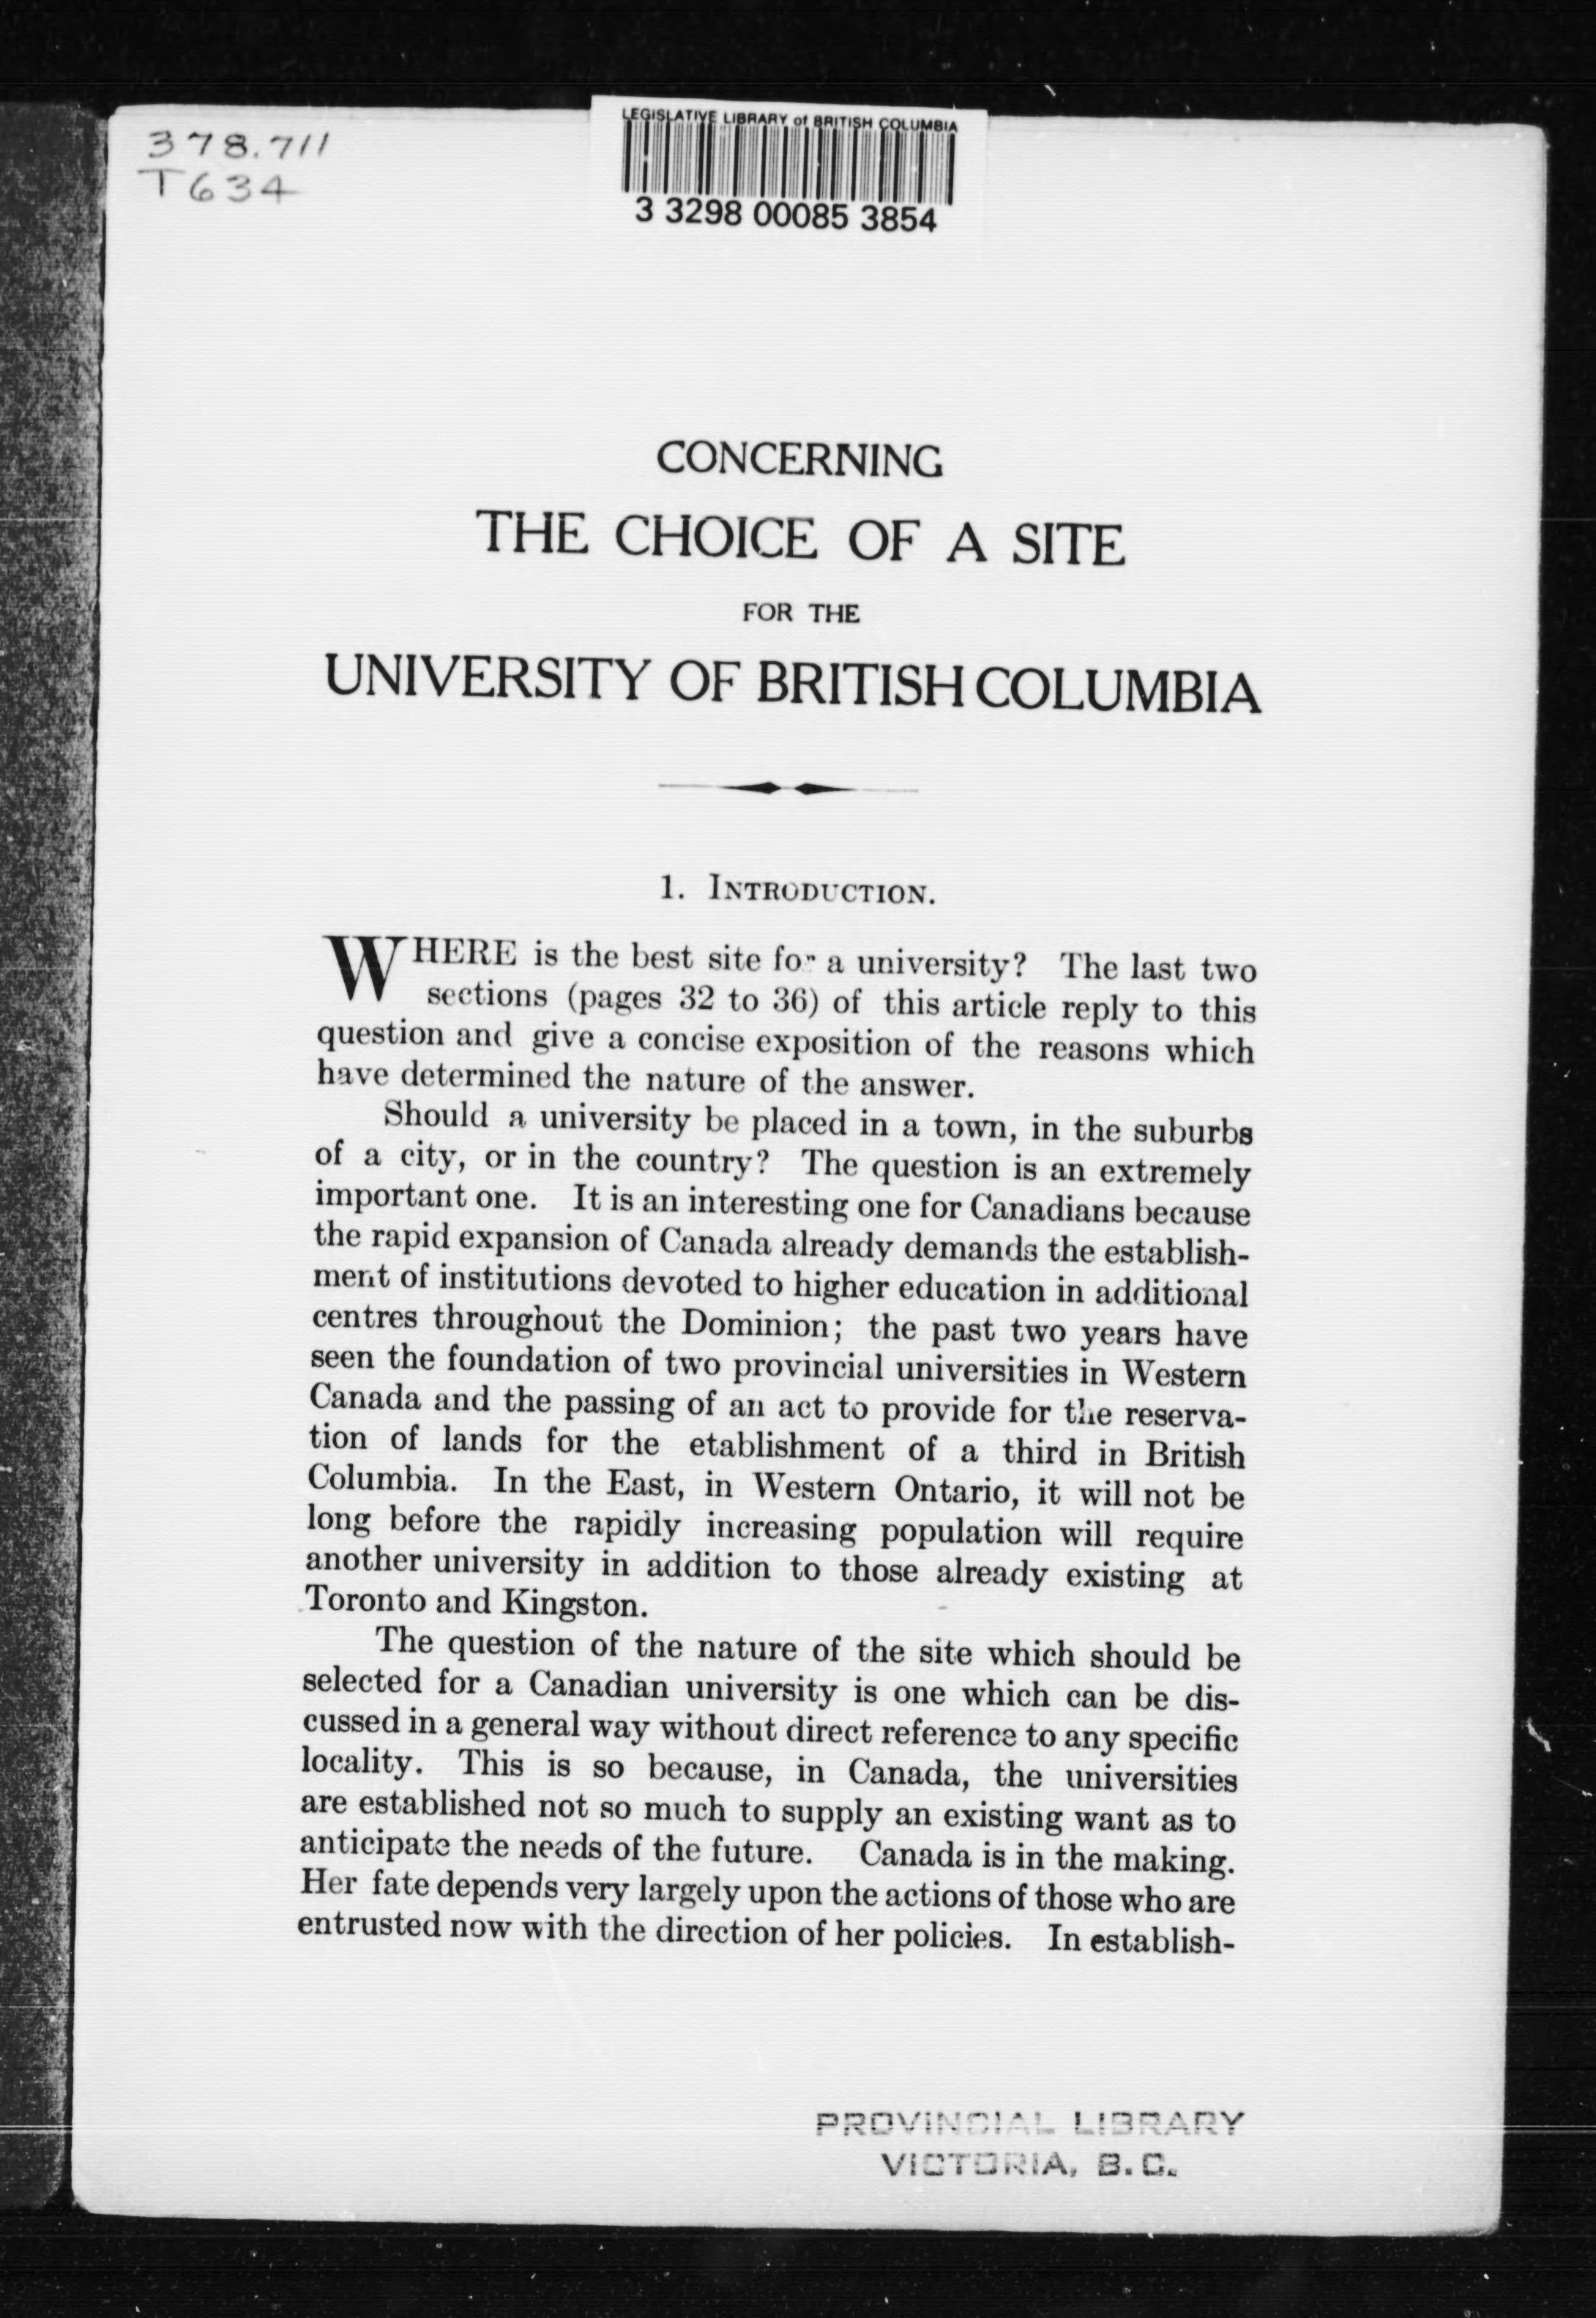 378.711
T634
LEGISLATIVE LIBRARY of BRITISH COLUMBIA
3 3298 00085 3854
CONCERNING
THE CHOICE OF A SITE
FOR THE
UNIVERSITY OF BRITISH COLUMBIA
1. INTRODUCTION.
WHERE is the best site for a university? The last two
sections (pages 32 to 36) of this article reply to this
question and give a concise exposition of the reasons which
have determined the nature of the answer.
Should a university be placed in a town, in the suburbs
of a city, or in the country? The question is an extremely
important one. It is an interesting one for Canadians because
the rapid expansion of Canada already demands the establish-
ment of institutions devoted to higher education in additional
centres throughout the Dominion; the past two years have
seen the foundation of two provincial universities in Western
Canada and the passing of an act to provide for the reserva-
tion of lands for the etablishment of a third in British
Columbia. In the East, in Western Ontario, it will not be
long before the rapidly increasing population will require
another university in addition to those already existing at
Toronto and Kingston.
The question of the nature of the site which should be
selected for a Canadian university is one which can be dis-
cussed in a general way without direct reference to any specific
locality. This is so because, in Canada, the universities
are established not so much to supply an existing want as to
anticipate the needs of the future. Canada is in the making.
Her fate depends very largely upon the actions of those who are
entrusted now with the direction of her policies. In establish-
PROVINCIAL LIBRARY
VICTORIA, B. C.